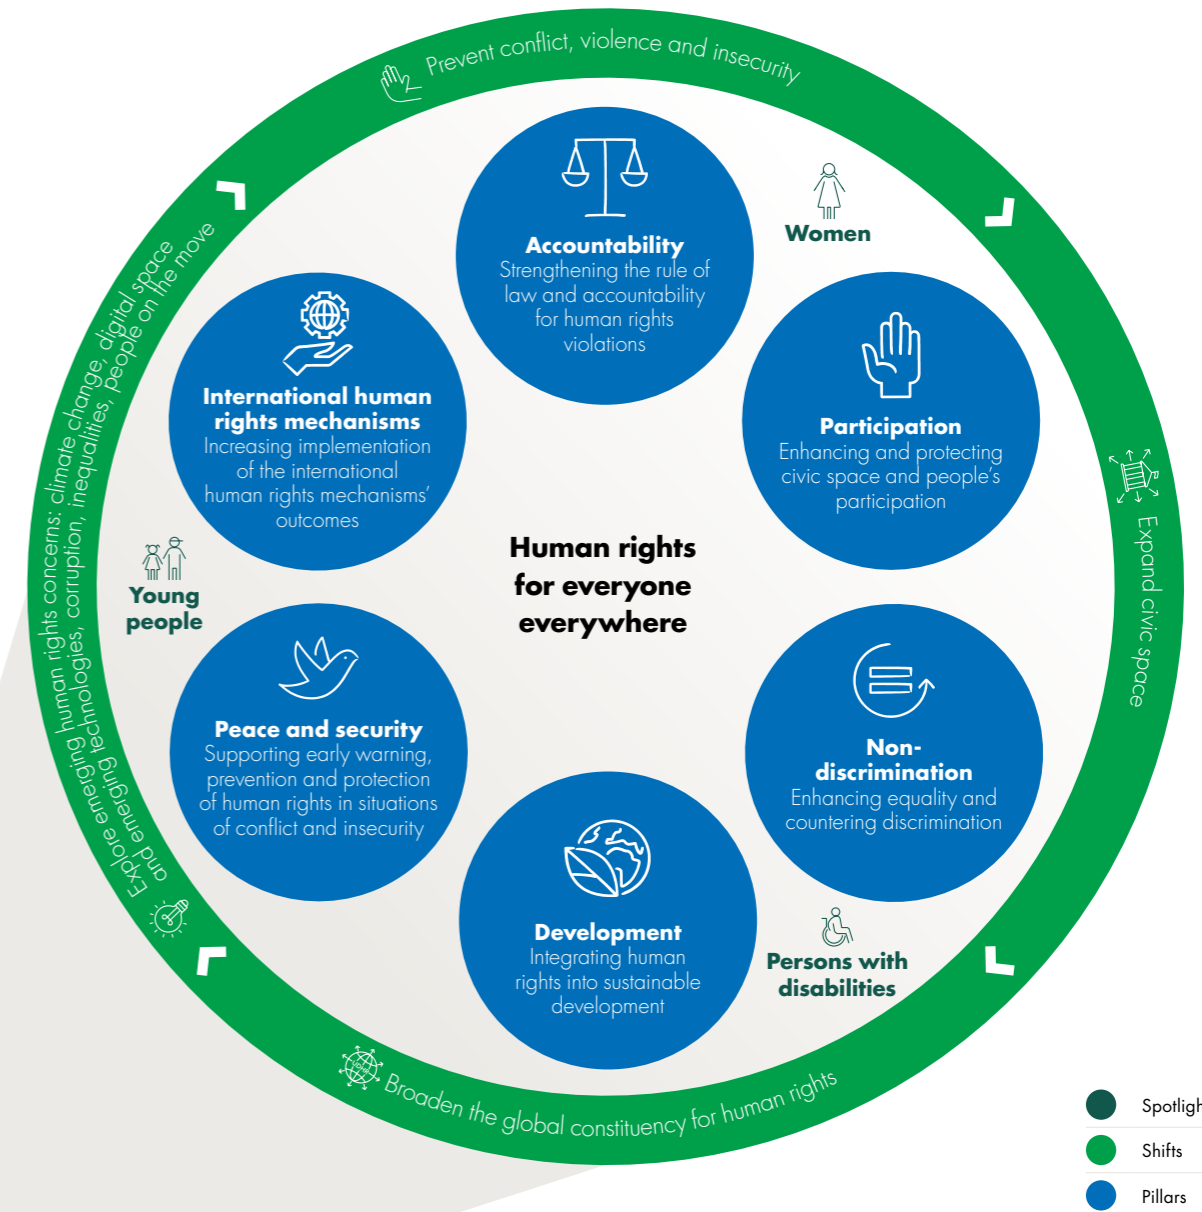 Prevent conflict, violence and insecurity
Accountability
Strengthening the rule of
law and accountability
for human rights
violations
Women
International human
rights mechanisms
Increasing implementation
of the international
human rights mechanisms’
outcomes
Participation
Enhancing and protecting
civic space and people’s
participation
Expand civic space
Human rights
for everyone
everywhere
Young
people
Explore emerging human rights concerns: climate change, digital space
and emerging technologies, corruption, inequalities, people on the move
Peace and security
Supporting early warning,
prevention and protection
of human rights in situations
of conflict and insecurity
Non-
discrimination
Enhancing equality and
countering discrimination
Development
Integrating human
rights into sustainable
development
Persons with
disabilities
UDHR
Broaden the global constituency for human rights
Spotligh
Shifts
Pillars